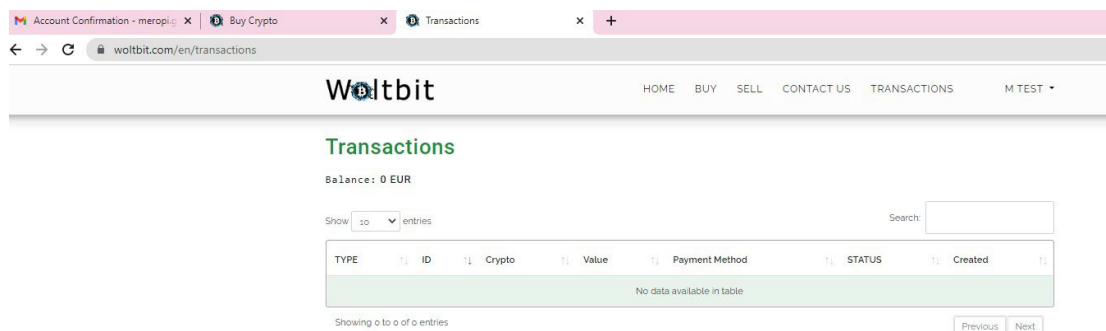 Account Confirmation - meropi.g
Buy Crypto
Transactions
woltbit.com/en/transactions
Woltbit
HOME BUY SELL CONTACT US TRANSACTIONS M TEST
Transactions
Balance: 0 EUR
Show 10 entries Search:
TYPE ID Crypto Value Payment Method STATUS Created
No data available in table
Showing 0 to 0 of 0 entries Previous Next